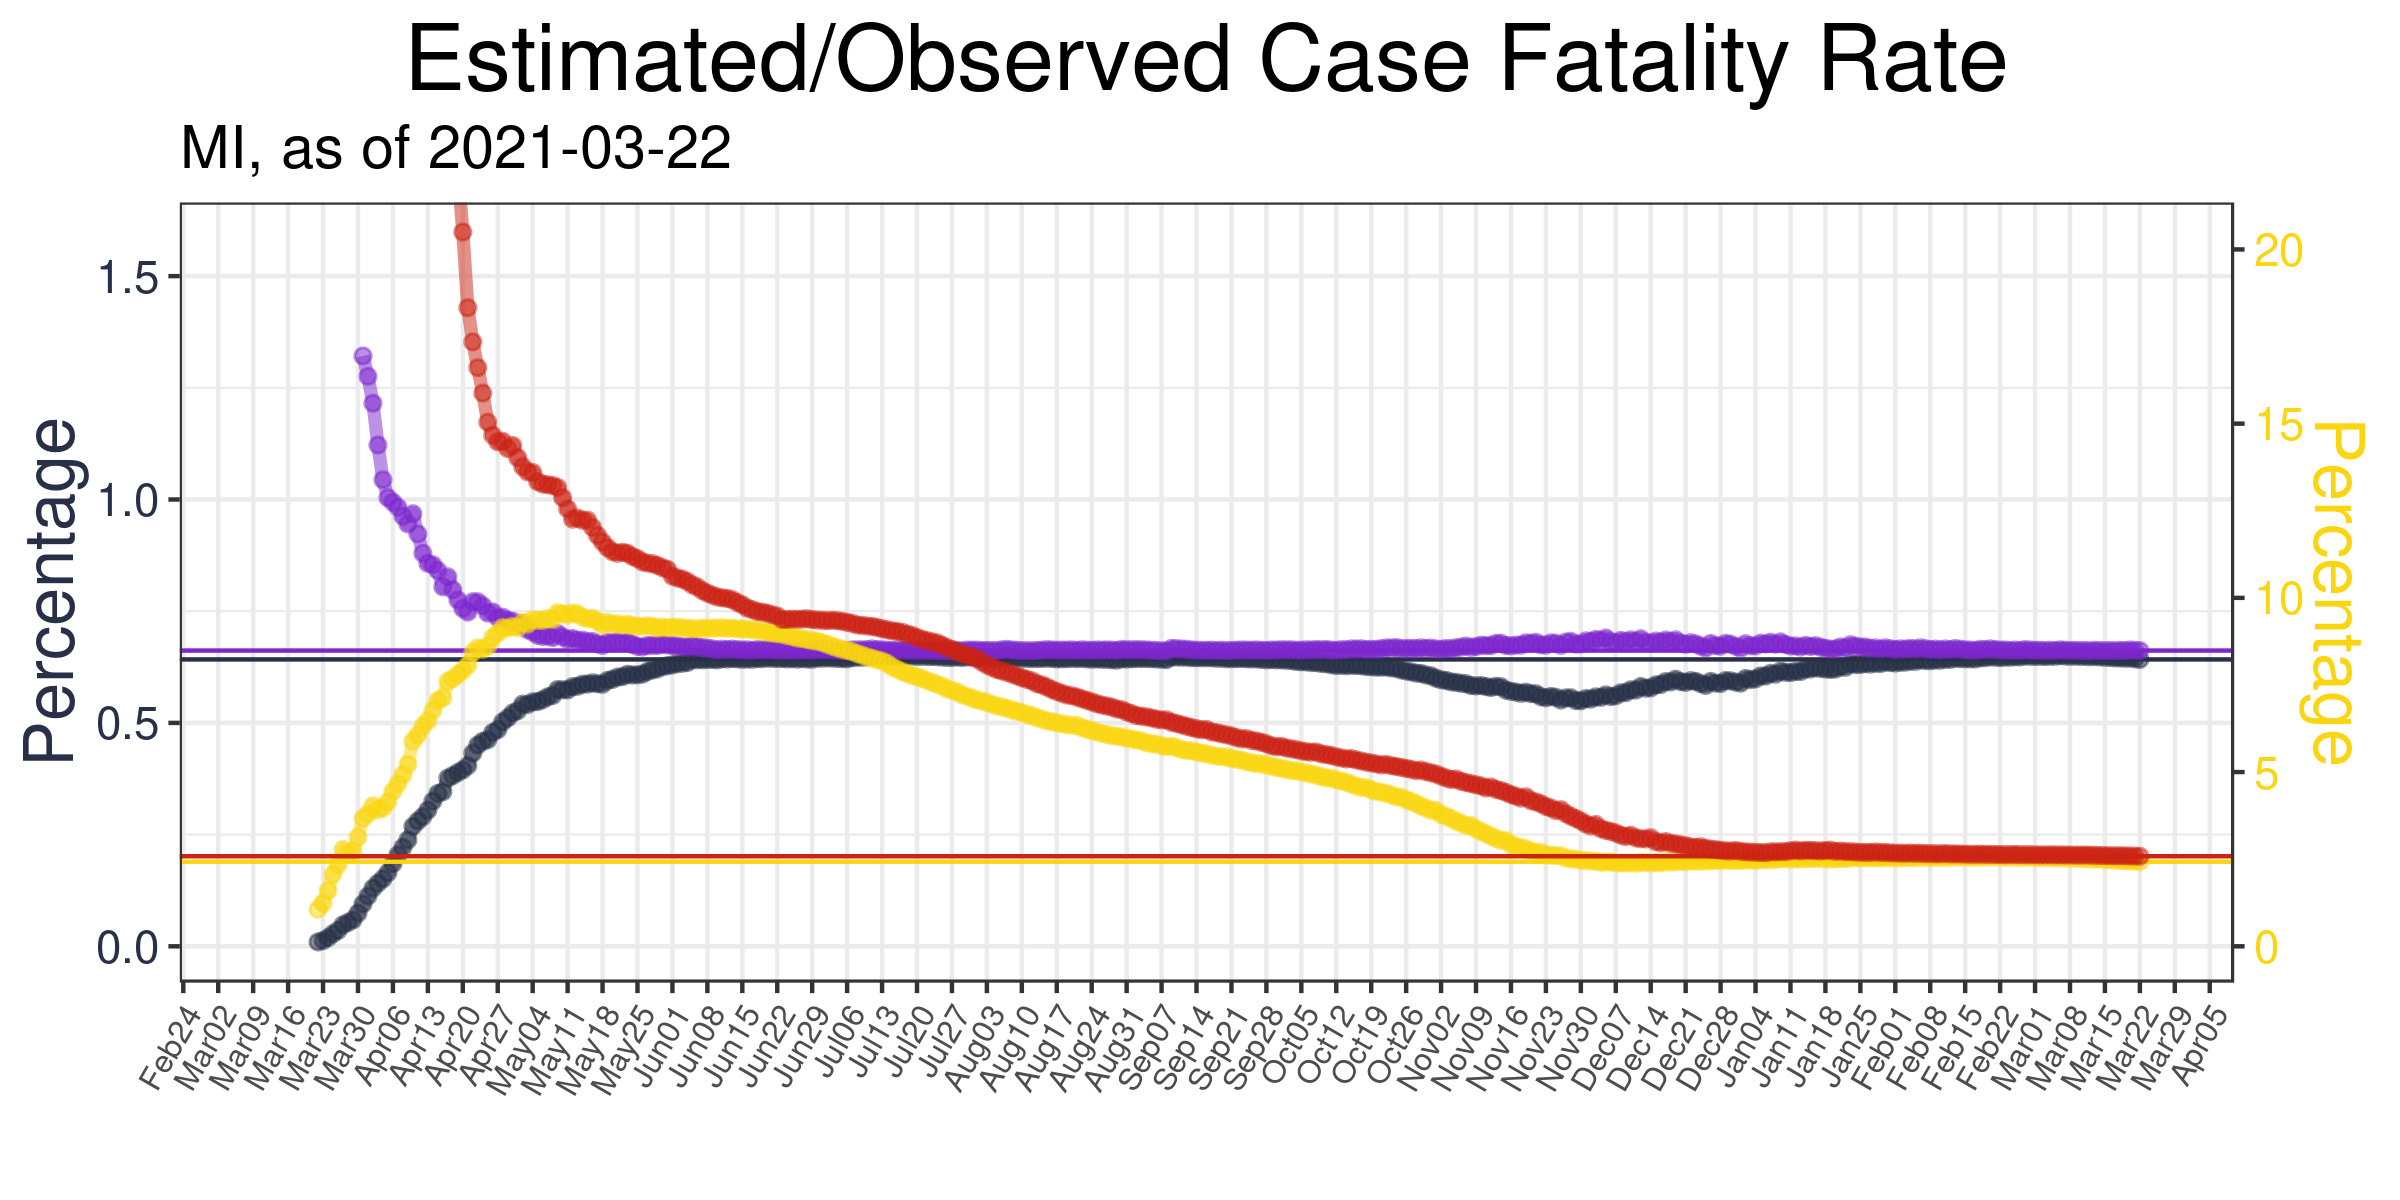 Estimated/Observed Case Fatality Rate
MI, as of 2021-03-22
Percentage
1.5
1.0
0.5
0.0
20
15
10
5
0
Percentage
Feb24
Mar02
Mar09
Mar16
Mar23
Mar30
Apr06
Apr13
Apr20
Apr27
May04
May11
May18
May25
Jun01
Jun08
Jun15
Jun22
Jun29
Jul06
Jul13
Jul20
Jul27
Aug03
Aug10
Aug17
Aug24
Aug31
Sep07
Sep14
Sep21
Sep28
Oct05
Oct12
Oct19
Oct26
Nov02
Nov09
Nov16
Nov23
Nov30
Dec07
Dec14
Dec21
Dec28
Jan04
Jan11
Jan18
Jan25
Feb01
Feb08
Feb15
Feb22
Mar01
Mar08
Mar15
Mar22
Mar29
Apr05